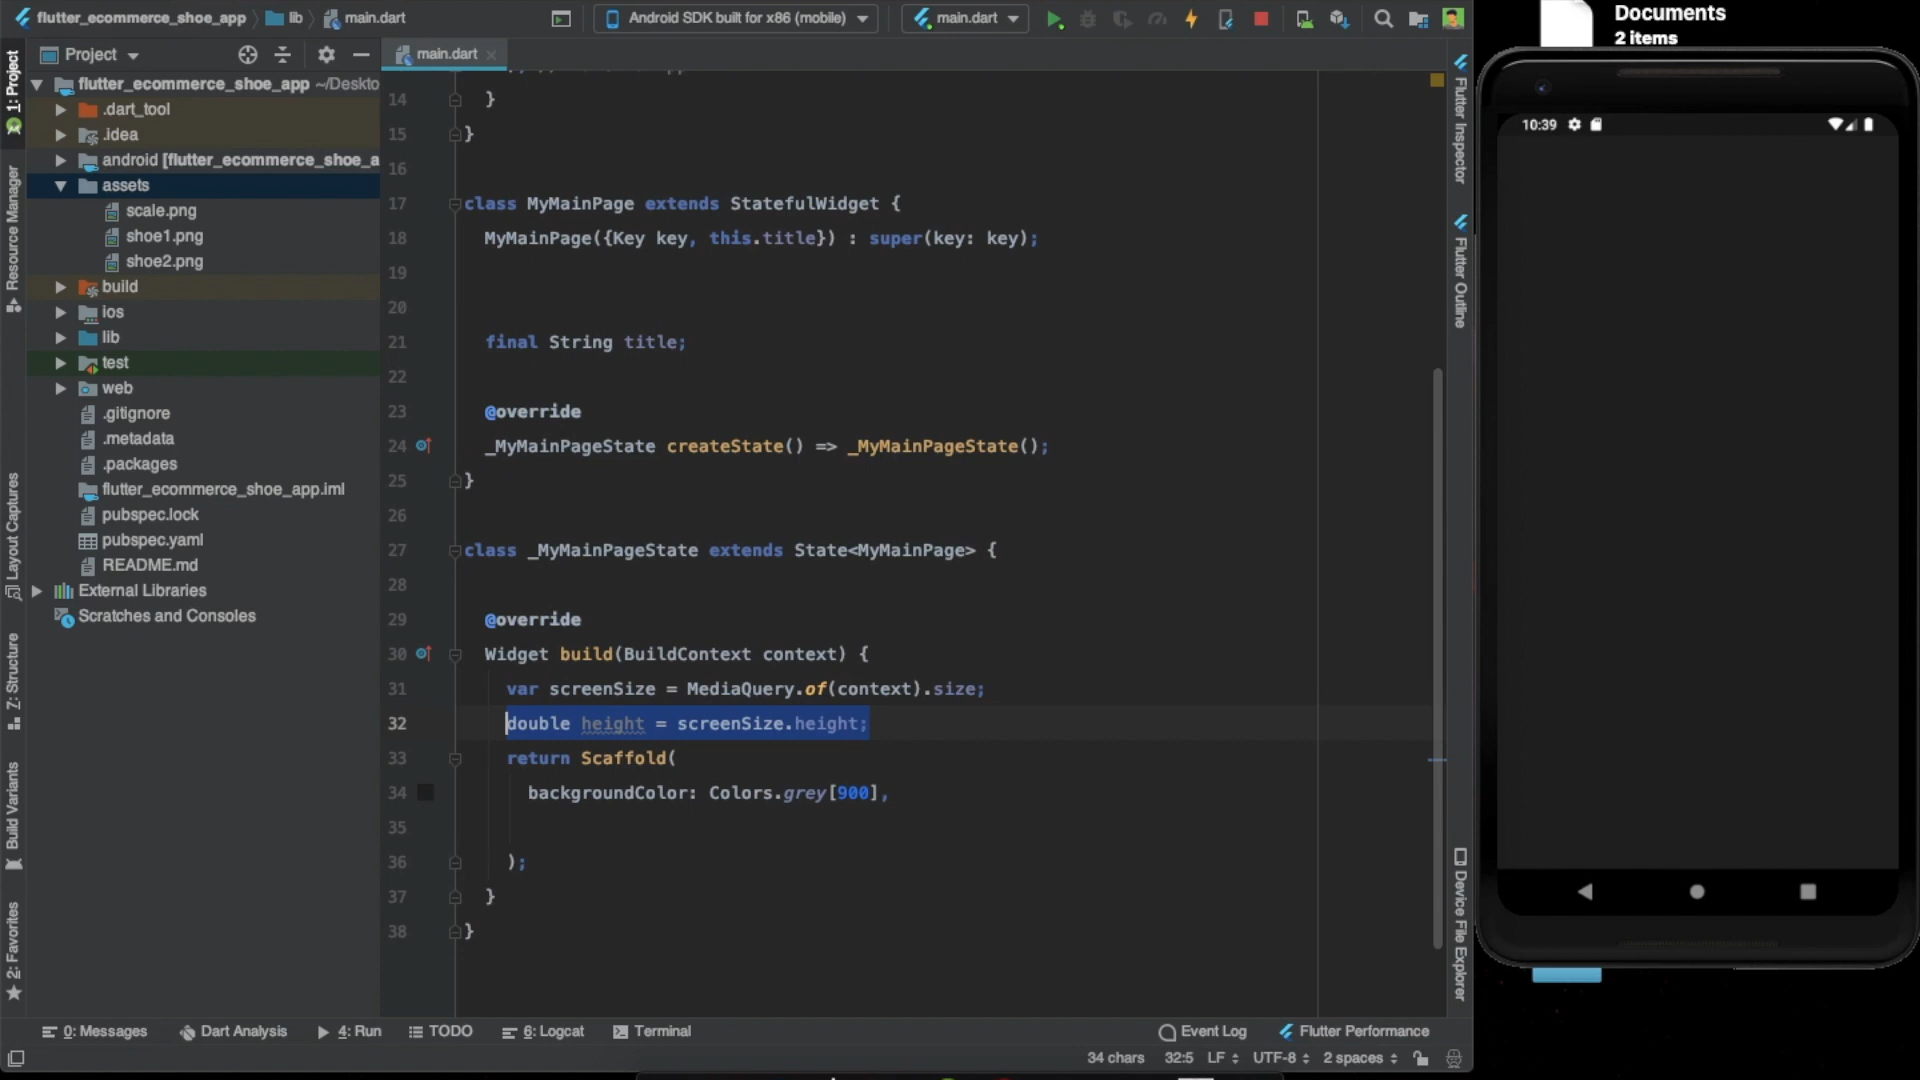 flutter_ecommerce_shoe_app lib main.dart Android SDK built for x86 (mobile) main.dart
Documents
2 items
Project
main.dart
1: Project
Resource Manager
Layout Captures
7: Structure
Build Variants
2: Favorites
flutter_ecommerce_shoe_app ~/Deskto
.dart_tool
.idea
android [flutter_ecommerce_shoe_a
assets
scale.png
shoe1.png
shoe2.png
build
ios
lib
test
web
.gitignore
.metadata
.packages
flutter_ecommerce_shoe_app.iml
pubspec.lock
pubspec.yaml
README.md
External Libraries
Scratches and Consoles
14 }
15 }
16
17 class MyMainPage extends StatefulWidget {
18 MyMainPage({Key key, this.title}) : super(key: key);
19
20
21 final String title;
22
23 @override
24 _MyMainPageState createState() => _MyMainPageState();
25 }
26
27 class _MyMainPageState extends State<MyMainPage> {
28
29 @override
30 Widget build(BuildContext context) {
31 var screenSize = MediaQuery.of(context).size;
32 double height = screenSize.height;
33 return Scaffold(
34 backgroundColor: Colors.grey[900],
35
36 );
37 }
38 }
Flutter Inspector
Flutter Outline
Device File Explorer
10:39
0: Messages Dart Analysis 4: Run TODO 6: Logcat Terminal Event Log Flutter Performance
34 chars 32:5 LF UTF-8 2 spaces